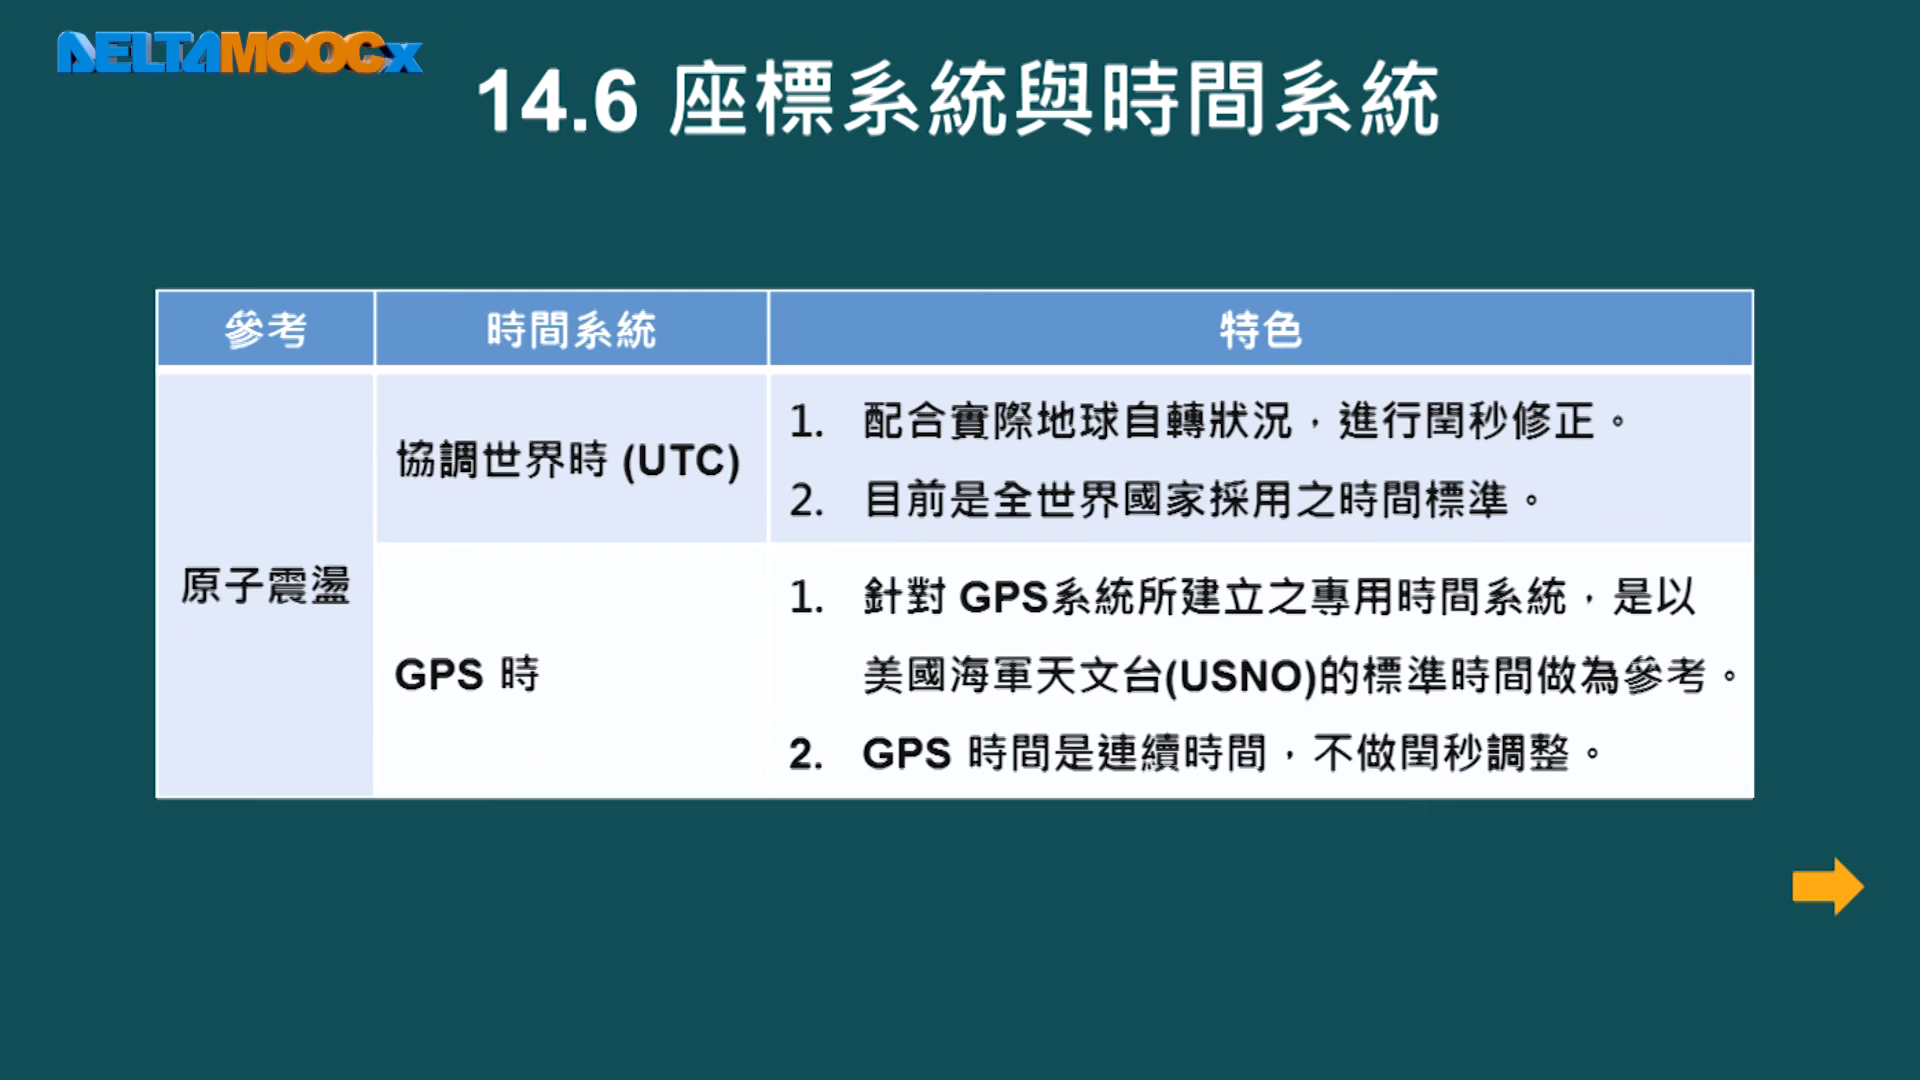 DELTAMOOCx
14.6 座標系統與時間系統
參考
時間系統
特色
原子震盪
協調世界時 (UTC)
1. 配合實際地球自轉狀況，進行閏秒修正。
2. 目前是全世界國家採用之時間標準。
GPS 時
1. 針對 GPS系統所建立之專用時間系統，是以
美國海軍天文台(USNO)的標準時間做為參考。
2. GPS 時間是連續時間，不做閏秒調整。